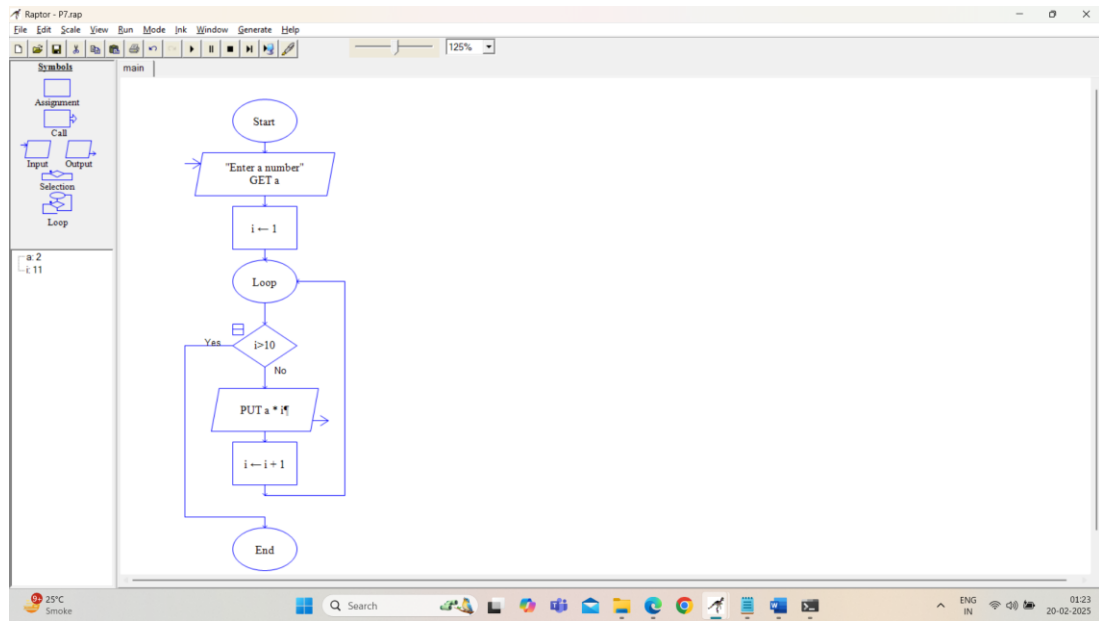 Raptor - P7.rap
File Edit Scale View Run Mode Ink Window Generate Help
125%
Symbols
Assignment
Call
Input Output
Selection
Loop
a: 2
i: 11
main
Start
"Enter a number"
GET a
i ← 1
Loop
Yes
i>10
No
PUT a * i¶
i ← i + 1
End
9+
25°C
Smoke
Search
ENG
IN
01:23
20-02-2025